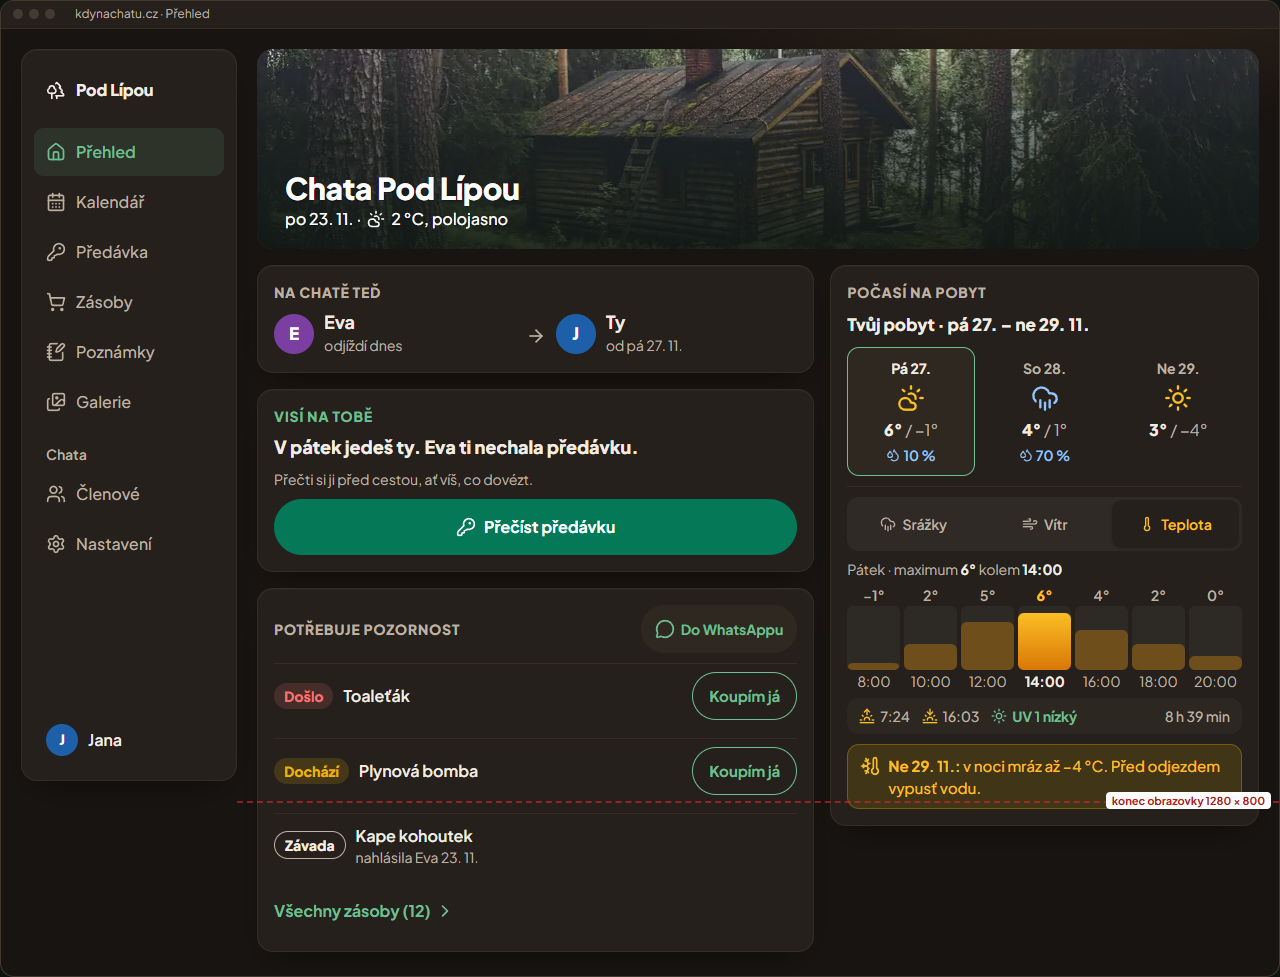 kdynachatu.cz · Přehled
Pod Lípou
Přehled
Kalendář
Předávka
Zásoby
Poznámky
Galerie
Chata
Členové
Nastavení
J
Jana
Chata Pod Lípou
po 23. 11. · 2 °C, polojasno
NA CHATĚ TEĎ
E
Eva
odjíždí dnes
J
Ty
od pá 27. 11.
VISÍ NA TOBĚ
V pátek jedeš ty. Eva ti nechala předávku.
Přečti si ji před cestou, ať víš, co dovézt.
Přečíst předávku
POTŘEBUJE POZORNOST
Do WhatsAppu
Došlo Toaleťák Koupím já
Dochází Plynová bomba Koupím já
Závada Kape kohoutek
nahlásila Eva 23. 11.
Všechny zásoby (12)
POČASÍ NA POBYT
Tvůj pobyt · pá 27. – ne 29. 11.
Pá 27. So 28. Ne 29.
6° / −1° 4° / 1° 3° / −4°
10 % 70 %
Srážky Vítr Teplota
Pátek · maximum 6° kolem 14:00
−1° 2° 5° 6° 4° 2° 0°
8:00 10:00 12:00 14:00 16:00 18:00 20:00
7:24 16:03 UV 1 nízký 8 h 39 min
Ne 29. 11.: v noci mráz až −4 °C. Před odjezdem
vypusť vodu.
konec obrazovky 1280 × 800